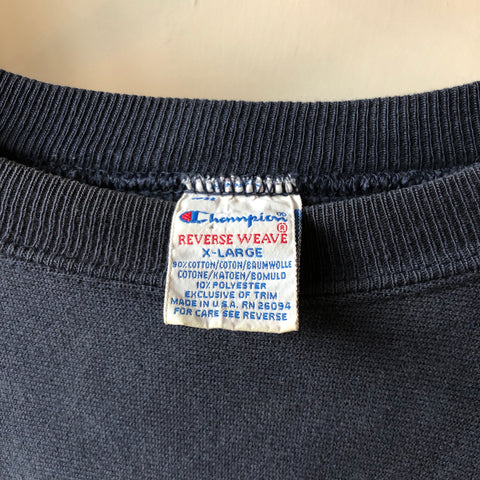 Champion®
REVERSE WEAVE®
X-LARGE
90% COTTON/COTON/BAUMWOLLE
COTONE/KATOEN/BOMULD
10% POLYESTER
EXCLUSIVE OF TRIM
MADE IN U.S.A. RN 26094
FOR CARE SEE REVERSE